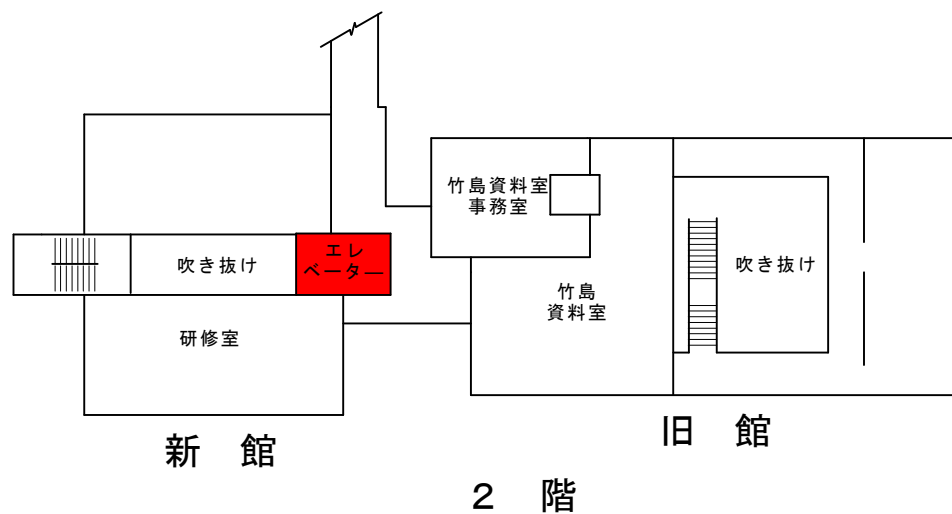 竹島資料室
事務室
エレ
ベーター
吹き抜け
吹き抜け
竹島
資料室
研修室
旧 館
新 館
２ 階